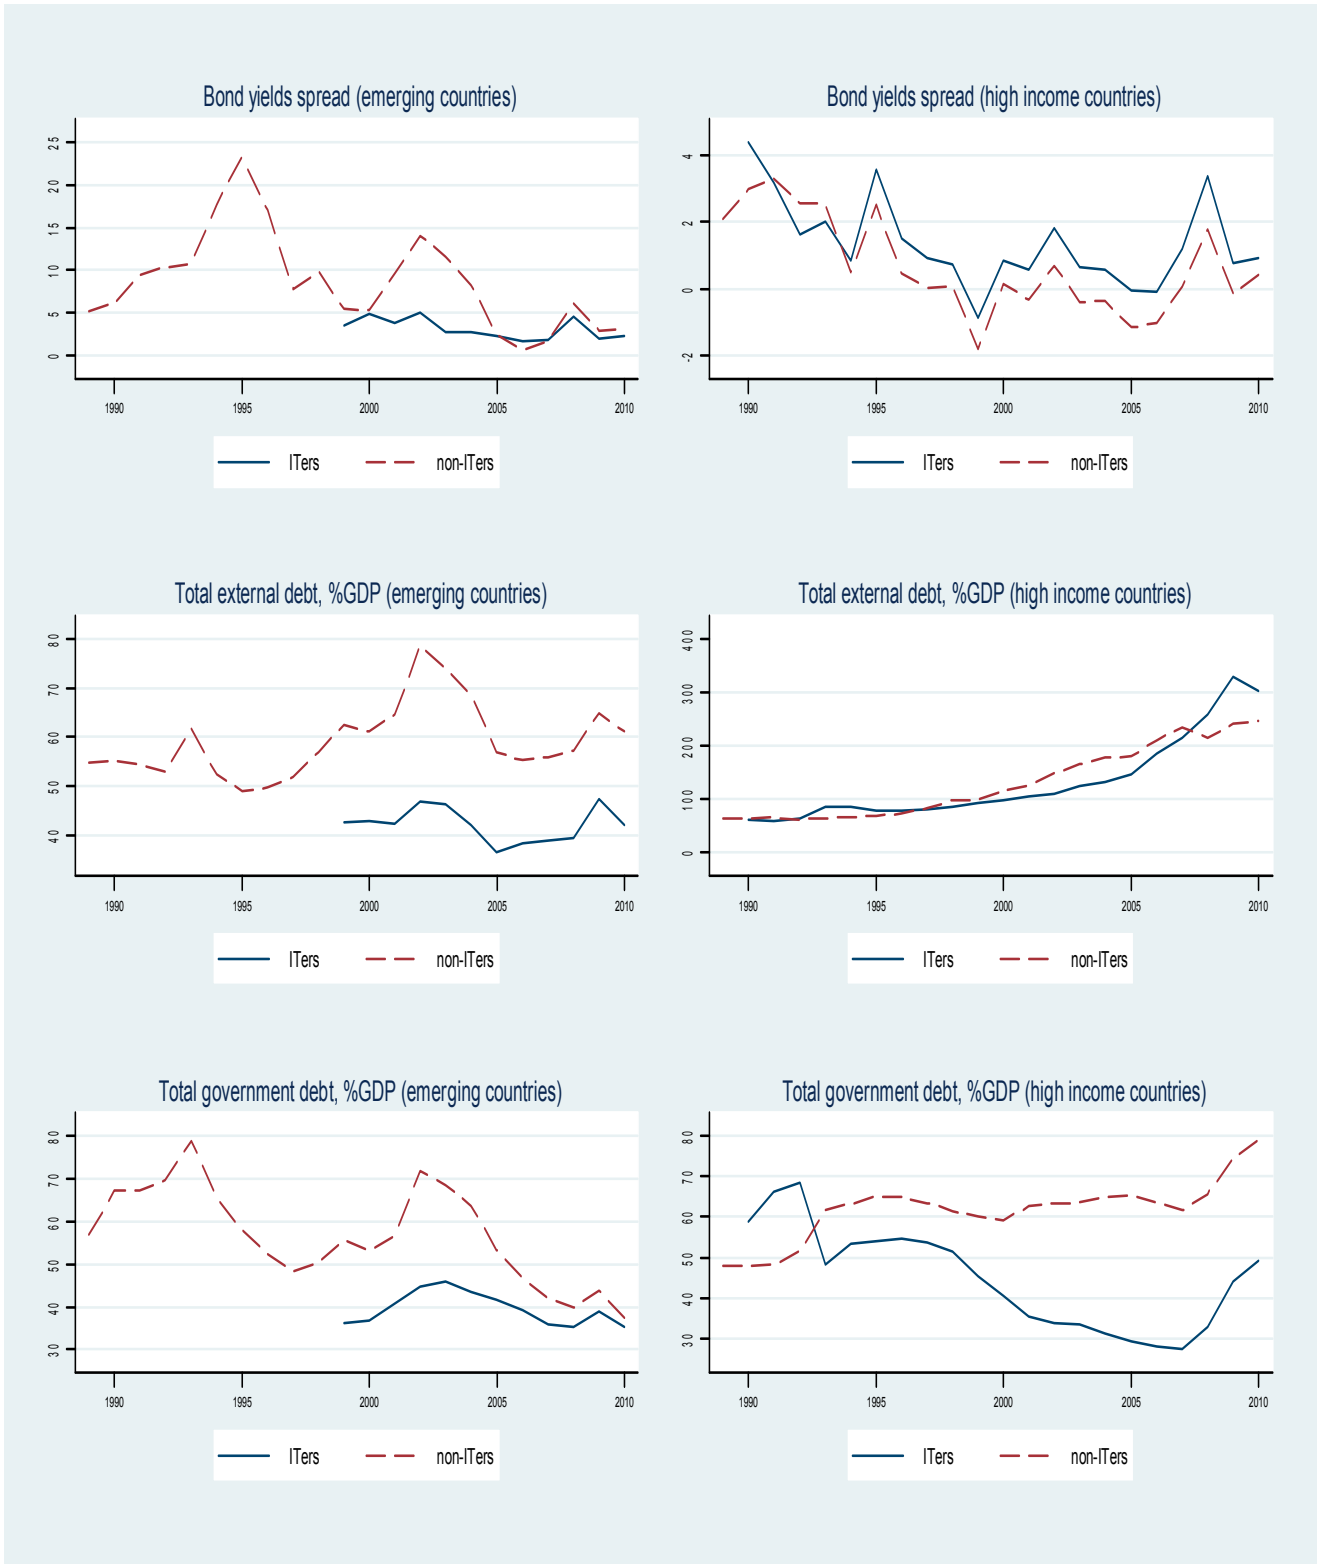 Bond yields spread (emerging countries)
25
20
15
10
5
0
1990 1995 2000 2005 2010
ITers non-ITers
Bond yields spread (high income countries)
4
2
0
-2
1990 1995 2000 2005 2010
ITers non-ITers
Total external debt, %GDP (emerging countries)
80
70
60
50
40
1990 1995 2000 2005 2010
ITers non-ITers
Total external debt, %GDP (high income countries)
400
300
200
100
0
1990 1995 2000 2005 2010
ITers non-ITers
Total government debt, %GDP (emerging countries)
80
70
60
50
40
30
1990 1995 2000 2005 2010
ITers non-ITers
Total government debt, %GDP (high income countries)
80
70
60
50
40
30
1990 1995 2000 2005 2010
ITers non-ITers